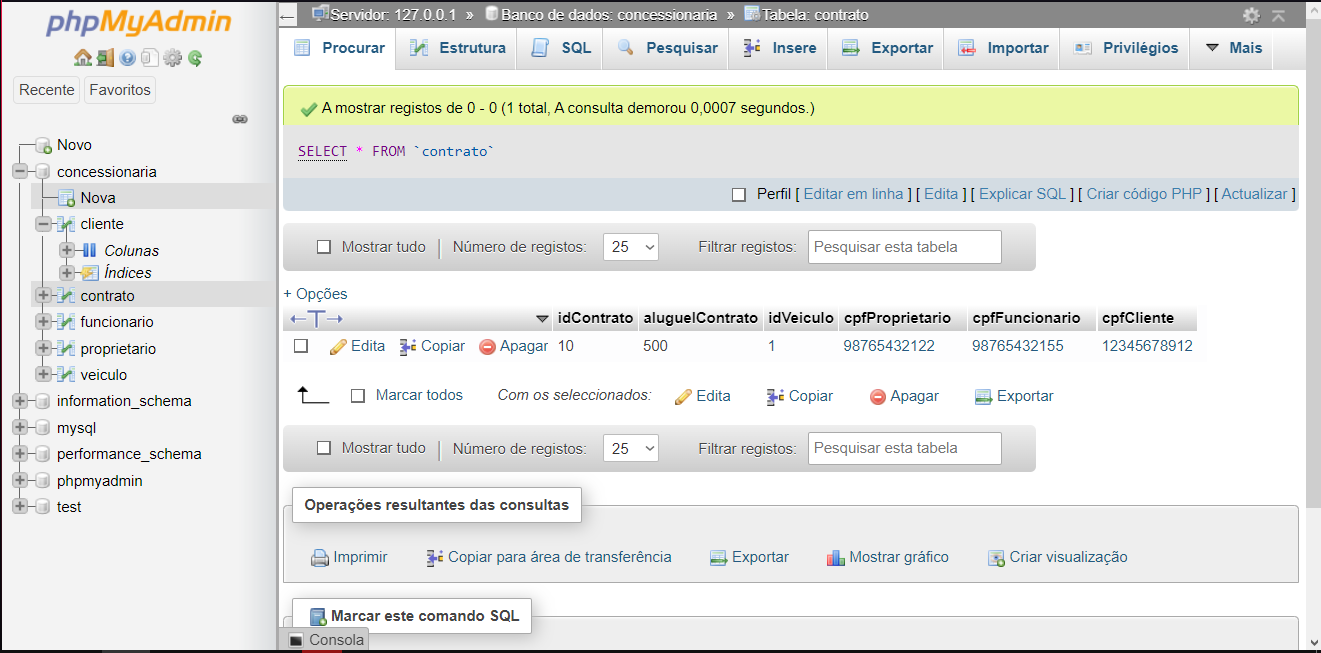 phpMyAdmin
Recente Favoritos
Novo
concessionaria
Nova
cliente
Colunas
Índices
contrato
funcionario
proprietario
veiculo
information_schema
mysql
performance_schema
phpmyadmin
test
Servidor: 127.0.0.1 » Banco de dados: concessionaria » Tabela: contrato
Procurar Estrutura SQL Pesquisar Insere Exportar Importar Privilégios Mais
A mostrar registos de 0 - 0 (1 total, A consulta demorou 0,0007 segundos.)
SELECT * FROM `contrato`
Perfil [ Editar em linha ] [ Edita ] [ Explicar SQL ] [ Criar código PHP ] [ Actualizar ]
Mostrar tudo Número de registos: 25 Filtrar registos: Pesquisar esta tabela
+ Opções
←T→ idContrato aluguelContrato idVeiculo cpfProprietario cpfFuncionario cpfCliente
Edita Copiar Apagar 10 500 1 98765432122 98765432155 12345678912
Marcar todos Com os seleccionados: Edita Copiar Apagar Exportar
Mostrar tudo Número de registos: 25 Filtrar registos: Pesquisar esta tabela
Operações resultantes das consultas
Imprimir Copiar para área de transferência Exportar Mostrar gráfico Criar visualização
Marcar este comando SQL
Consola